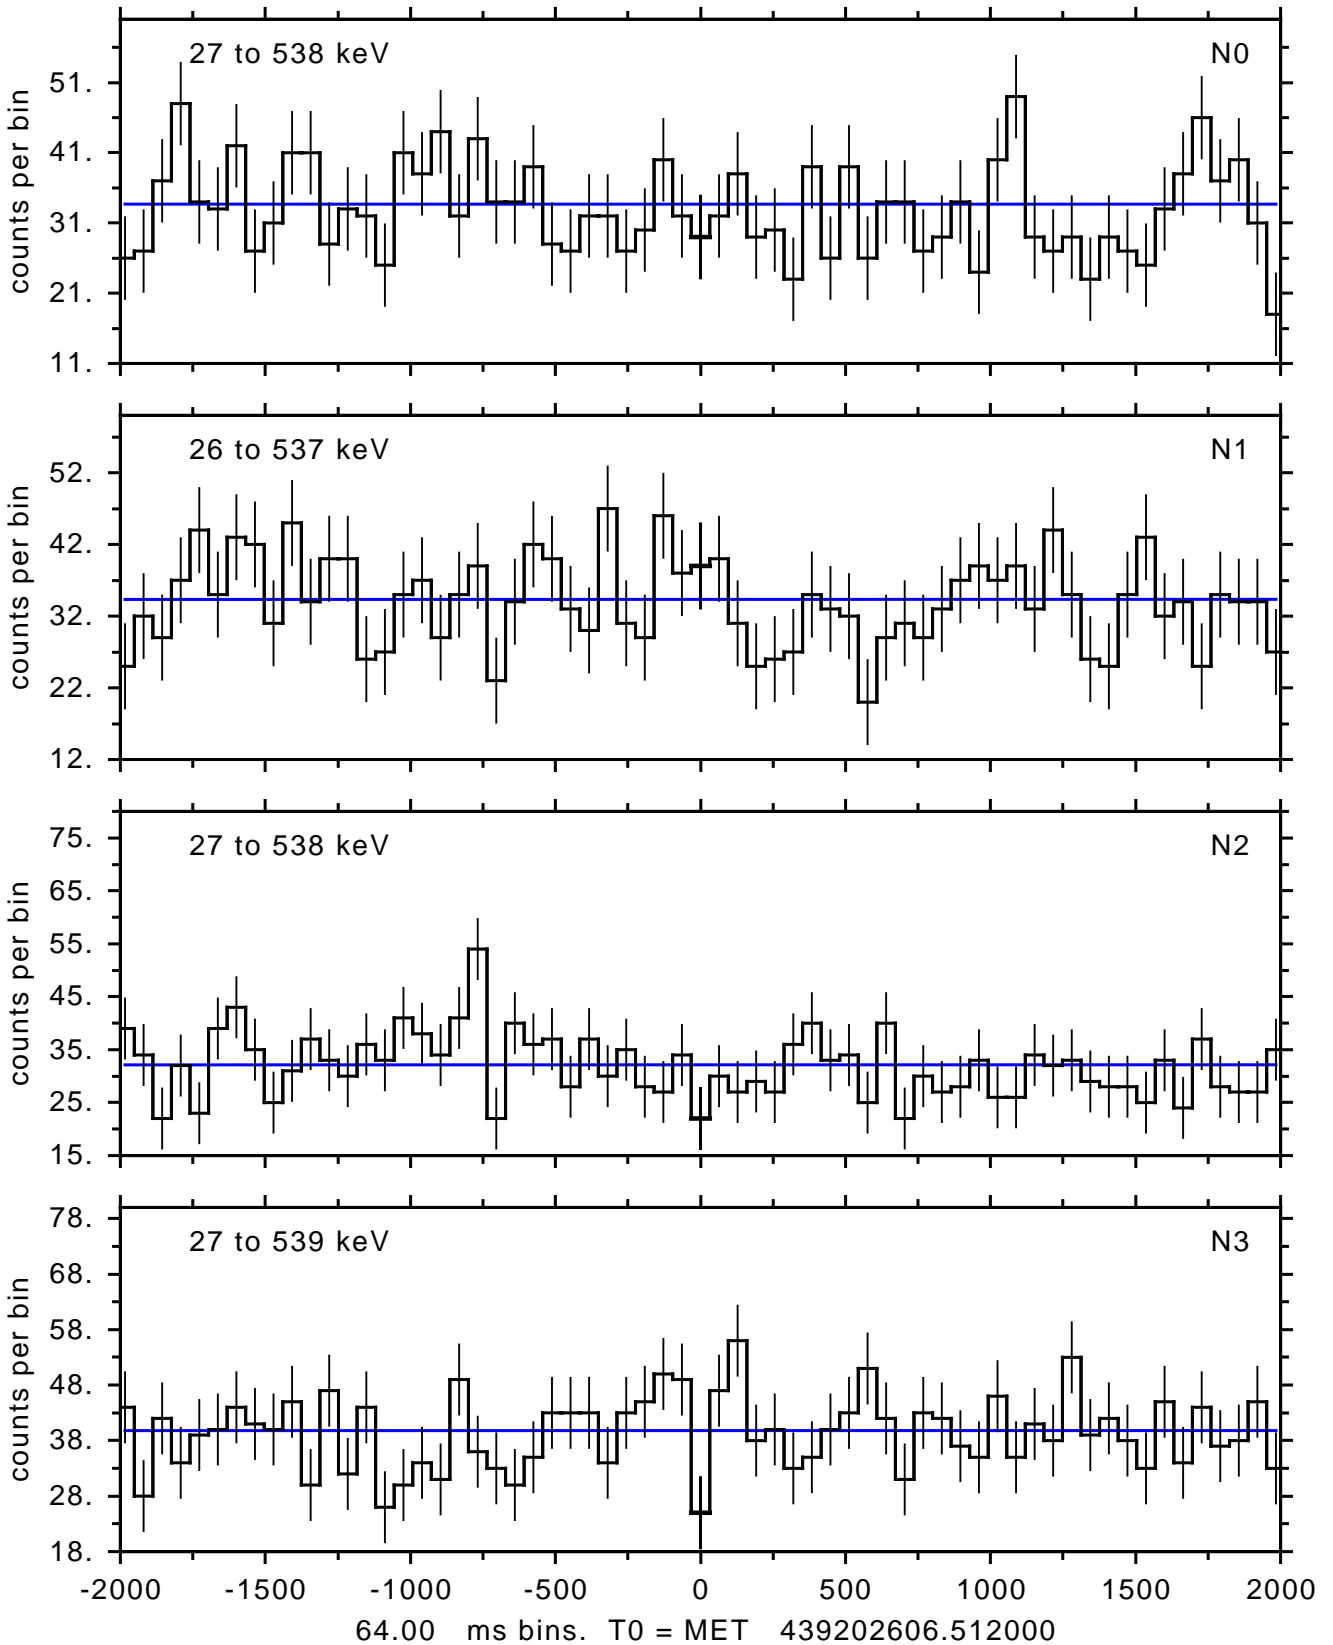 27 to 538 keV N0
counts per bin
51.
41.
31.
21.
11.
26 to 537 keV N1
counts per bin
52.
42.
32.
22.
12.
27 to 538 keV N2
counts per bin
75.
65.
55.
45.
35.
25.
15.
27 to 539 keV N3
counts per bin
78.
68.
58.
48.
38.
28.
18.
-2000 -1500 -1000 -500 0 500 1000 1500 2000
64.00 ms bins. T0 = MET 439202606.512000